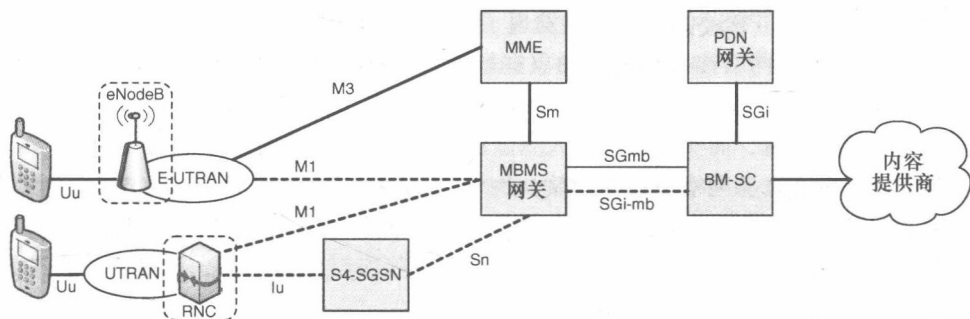 MME
PDN
网关
eNodeB
M3
Sm
SGi
Uu
E-UTRAN
M1
MBMS
网关
SGmb
SGi-mb
BM-SC
内容
提供商
M1
Uu
UTRAN
RNC
Iu
S4-SGSN
Sn